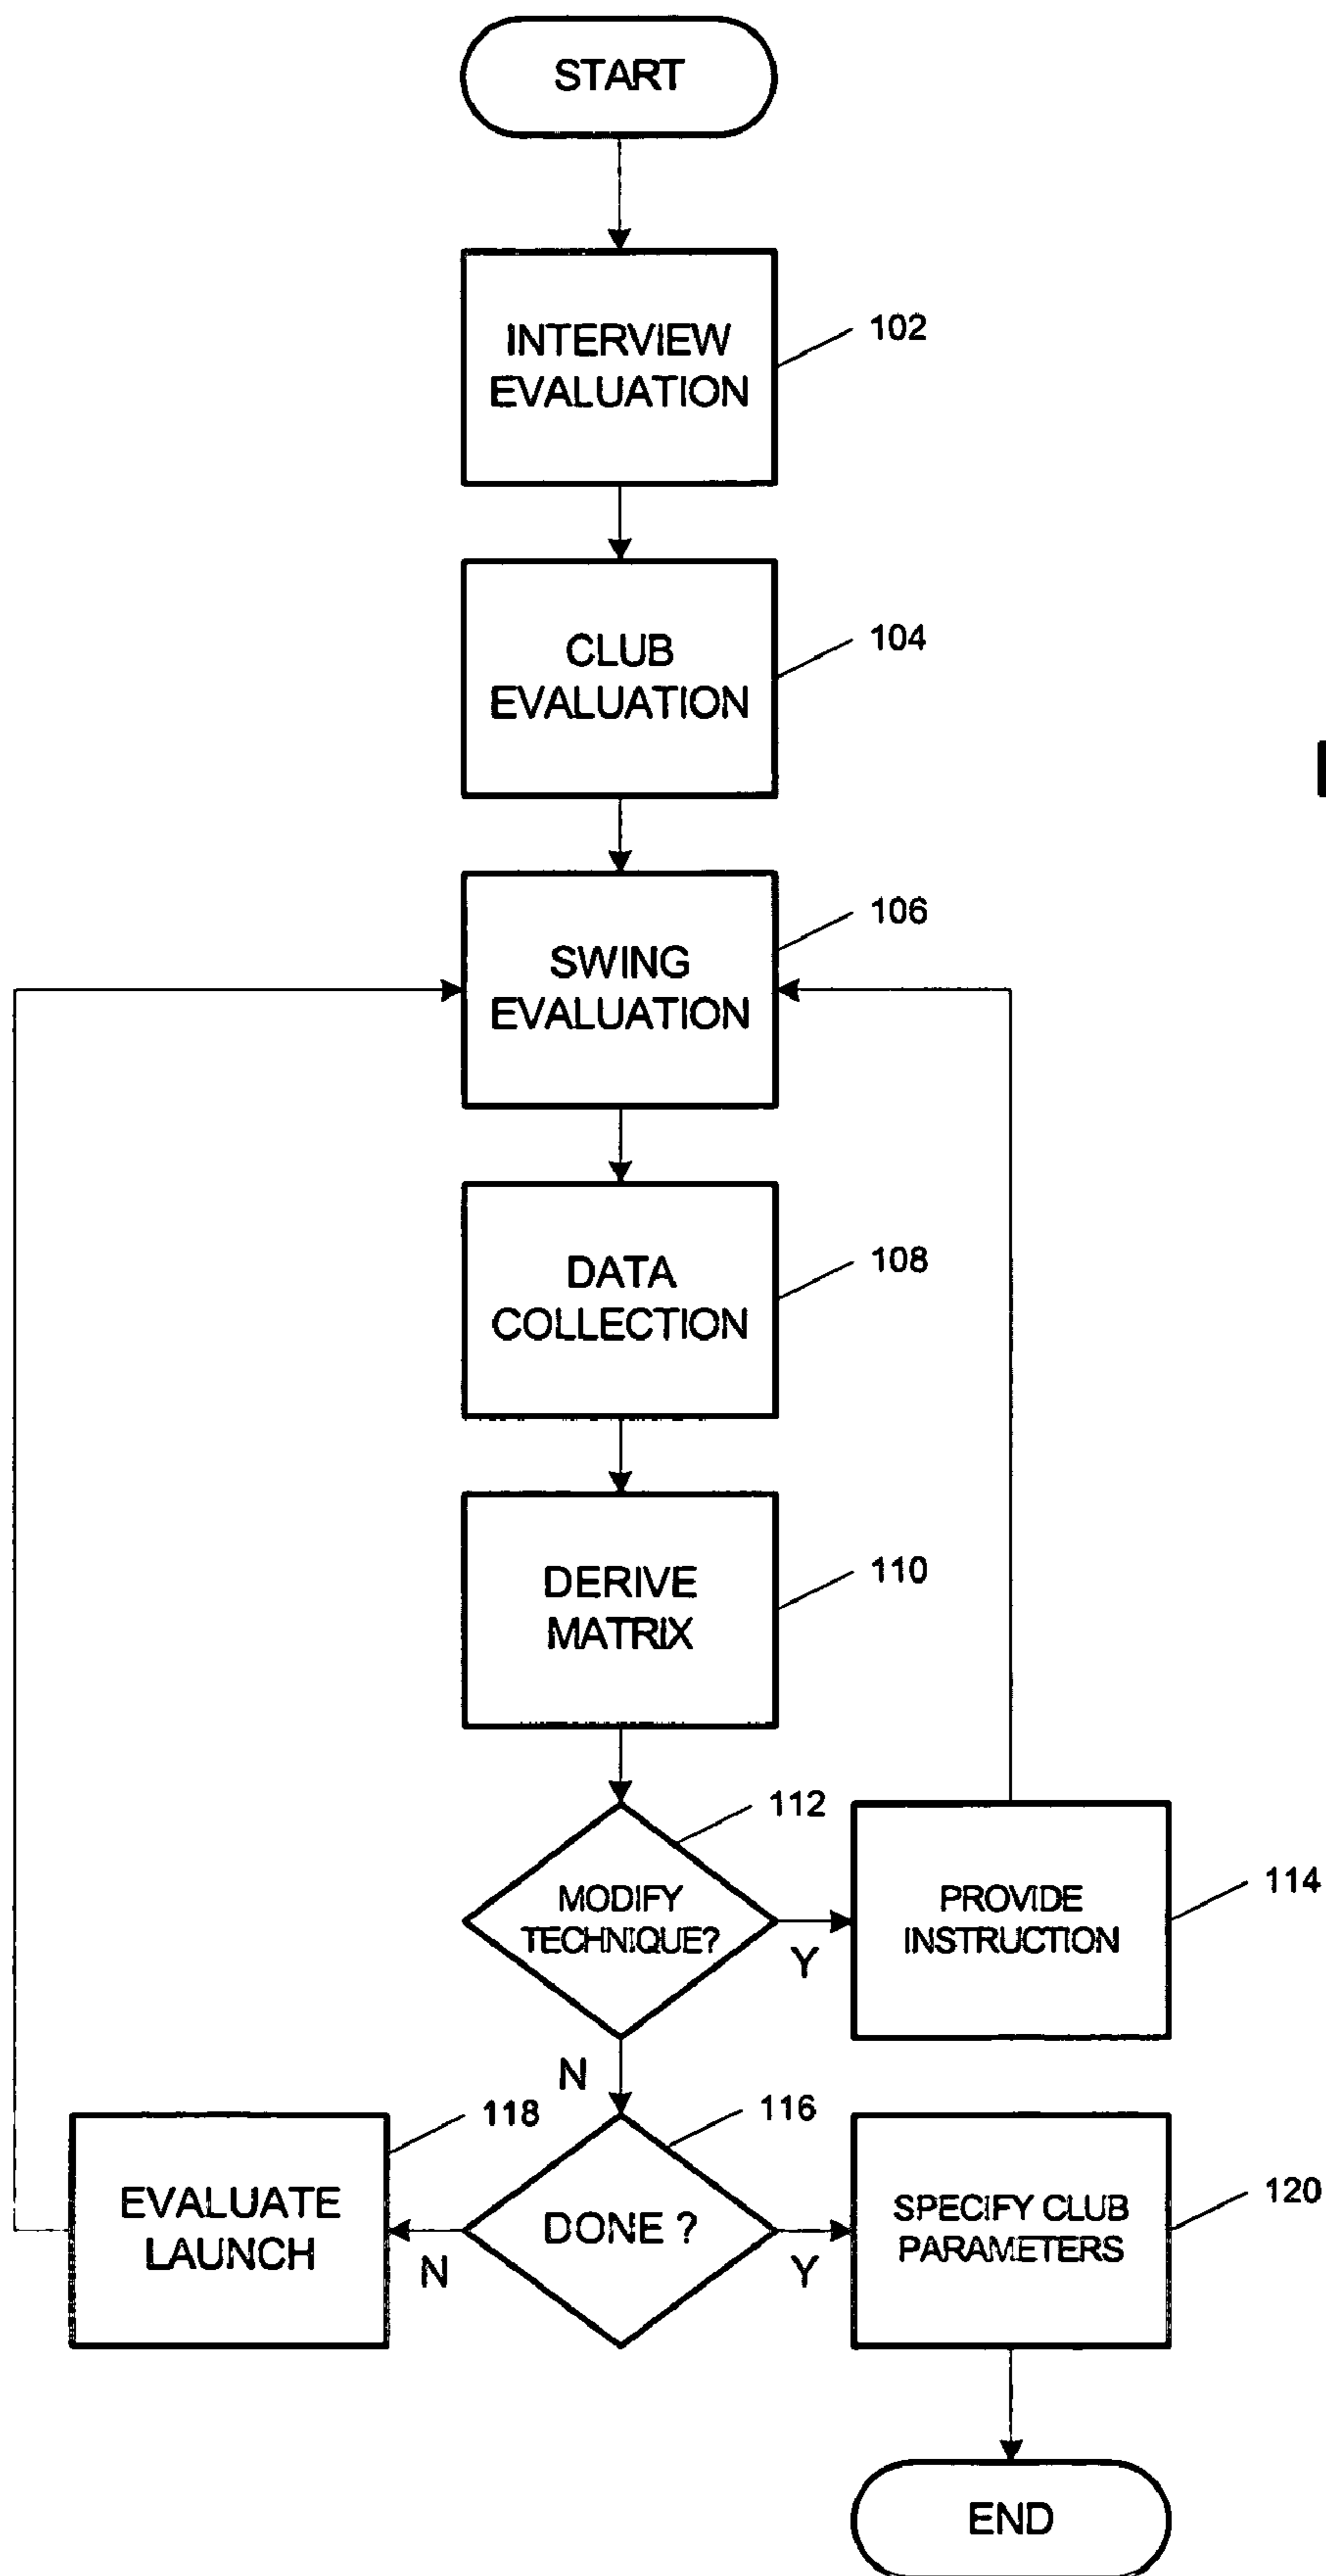 START
INTERVIEW
EVALUATION
102
CLUB
EVALUATION
104
SWING
EVALUATION
106
DATA
COLLECTION
108
DERIVE
MATRIX
110
MODIFY
TECHNIQUE?
112
Y
PROVIDE
INSTRUCTION
114
N
DONE ?
116
N
EVALUATE
LAUNCH
118
Y
SPECIFY CLUB
PARAMETERS
120
END